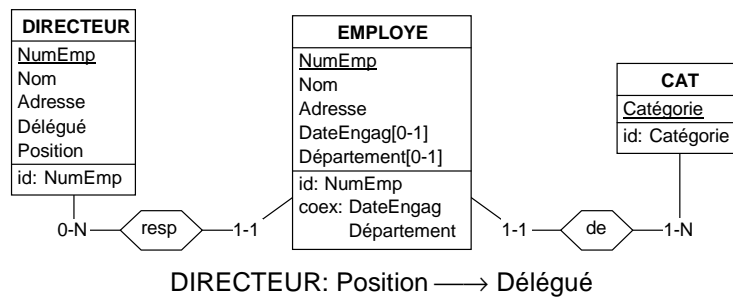 DIRECTEUR
NumEmp
Nom
Adresse
Délégué
Position
id: NumEmp
EMPLOYE
NumEmp
Nom
Adresse
DateEngag[0-1]
Département[0-1]
id: NumEmp
coex: DateEngag
Département
CAT
Catégorie
id: Catégorie
0-N
resp
1-1
1-1
de
1-N
DIRECTEUR: Position ⟶ Délégué